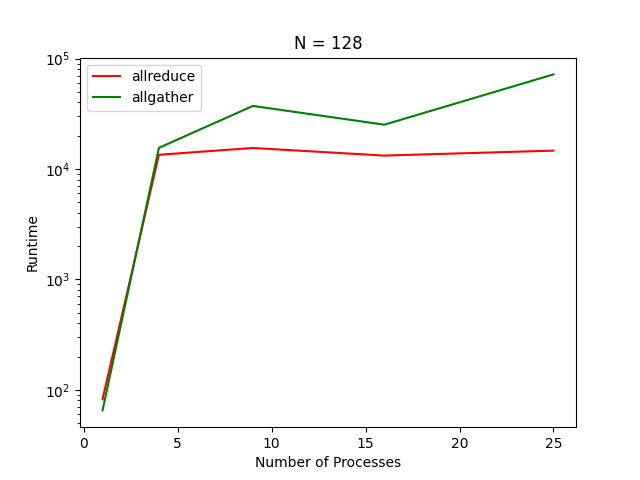 N = 128
allreduce
allgather
10^5
10^4
10^3
10^2
Runtime
0 5 10 15 20 25
Number of Processes